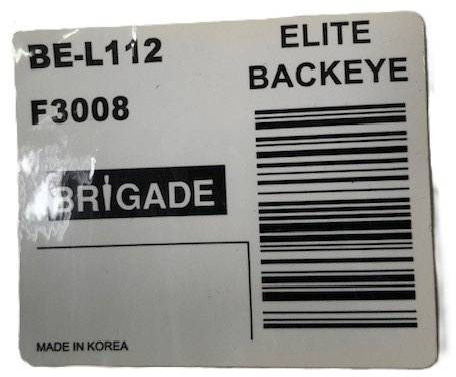 BE-L112
ELITE
BACKEYE
F3008
BRIGADE
MADE IN KOREA